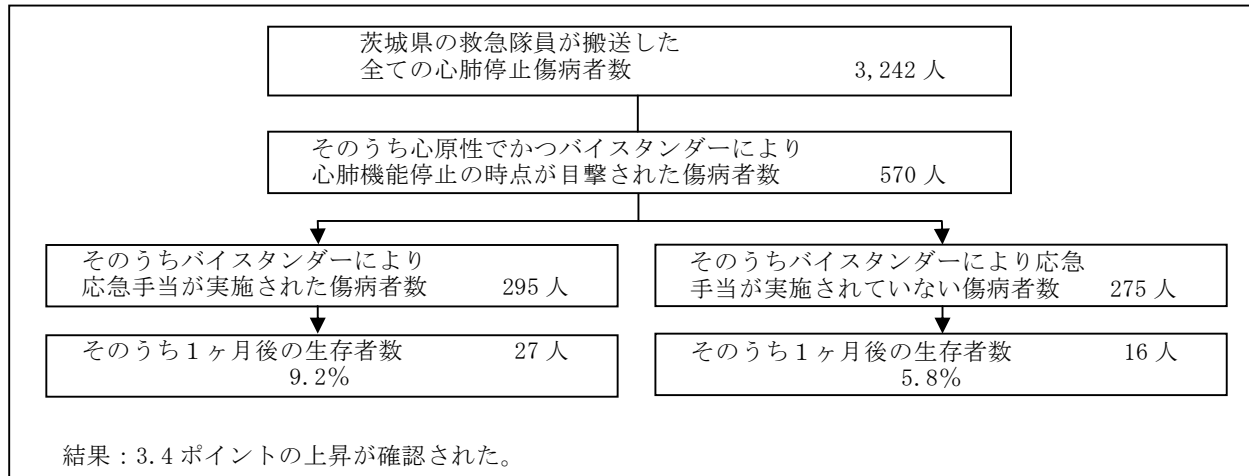 茨城県の救急隊員が搬送した
全ての心肺停止傷病者数 3,242 人
そのうち心原性でかつバイスタンダーにより
心肺機能停止の時点が目撃された傷病者数 570 人
そのうちバイスタンダーにより
応急手当が実施された傷病者数 295 人
そのうちバイスタンダーにより応急
手当が実施されていない傷病者数 275 人
そのうち１ヶ月後の生存者数 27 人
9.2%
そのうち１ヶ月後の生存者数 16 人
5.8%
結果：3.4 ポイントの上昇が確認された。